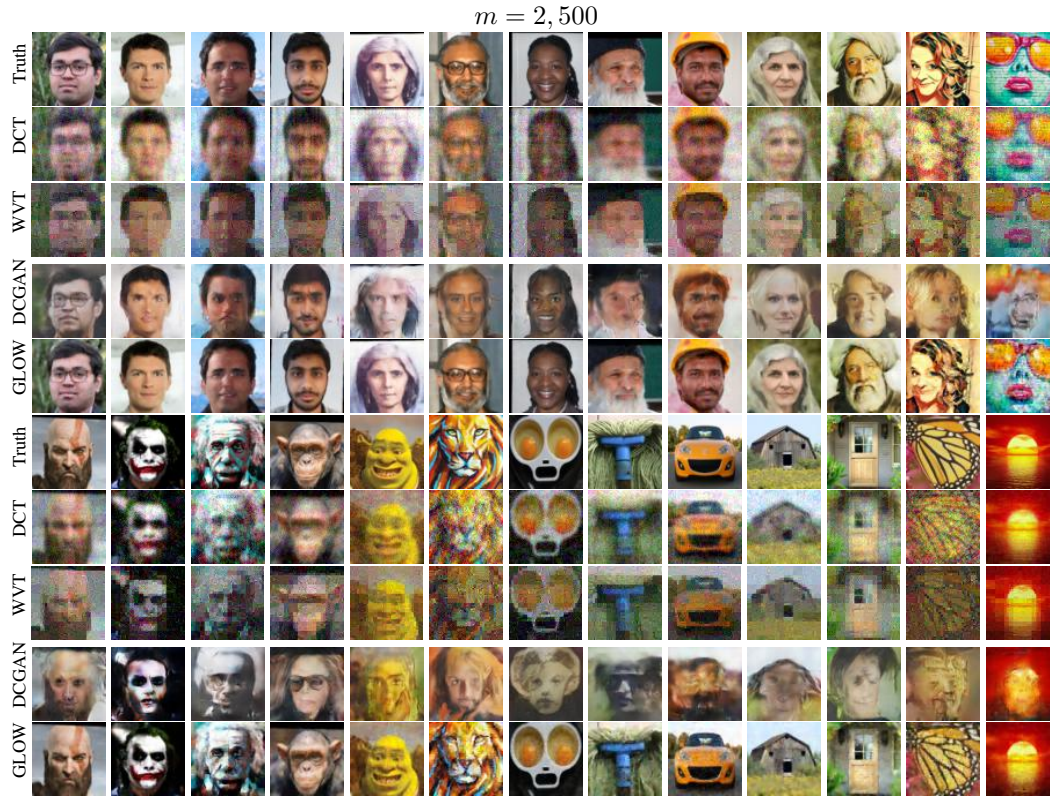 m = 2, 500
Truth
DCT
WVT
DCGAN
GLOW
Truth
DCT
WVT
DCGAN
GLOW